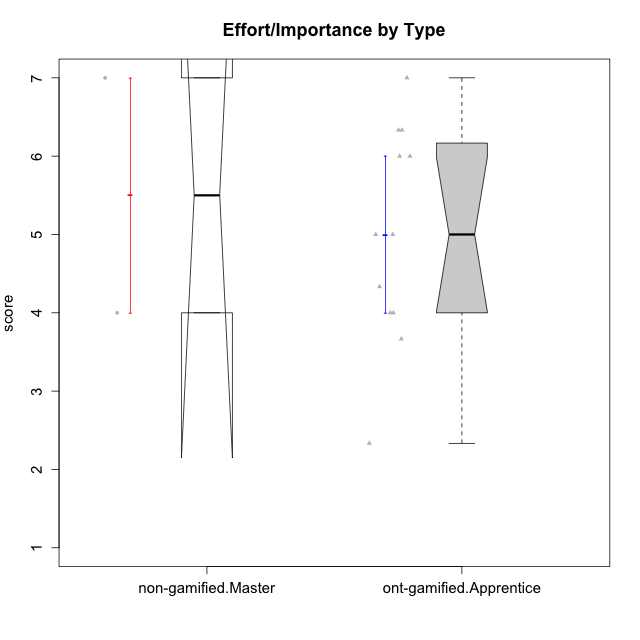 Effort/Importance by Type
7
6
5
4
3
2
1
score
non-gamified.Master
ont-gamified.Apprentice